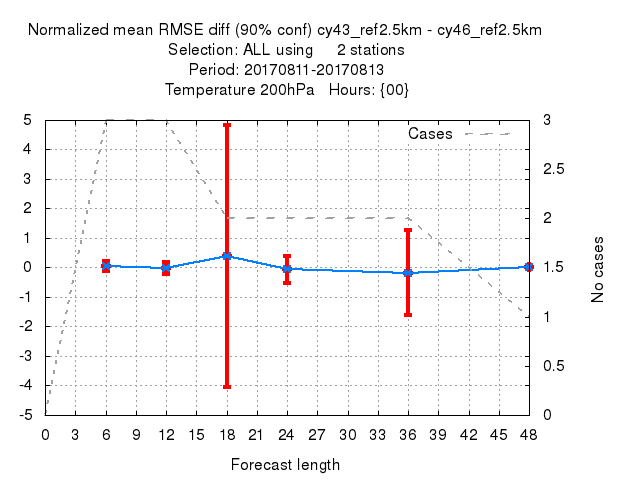 Normalized mean RMSE diff (90% conf) cy43_ref2.5km - cy46_ref2.5km
Selection: ALL using 2 stations
Period: 20170811-20170813
Temperature 200hPa Hours: {00}
Cases
5
4
3
2
1
0
-1
-2
-3
-4
-5
3
2.5
2
1.5
1
0.5
0
No cases
0 3 6 9 12 15 18 21 24 27 30 33 36 39 42 45 48
Forecast length